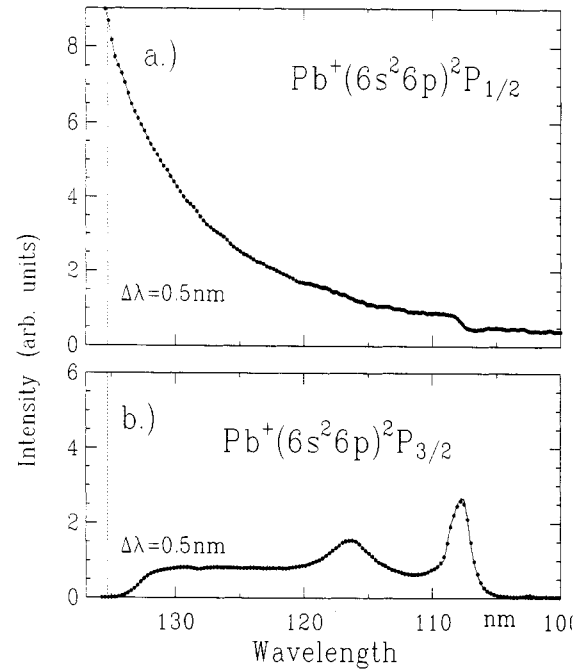 8
a.)
Pb⁺(6s²6p)²P₁/₂
6
4
2
Δλ=0.5nm
0
Intensity (arb. units)
6
b.)
Pb⁺(6s²6p)²P₃/₂
4
2
Δλ=0.5nm
0
130
120
110
nm
100
Wavelength